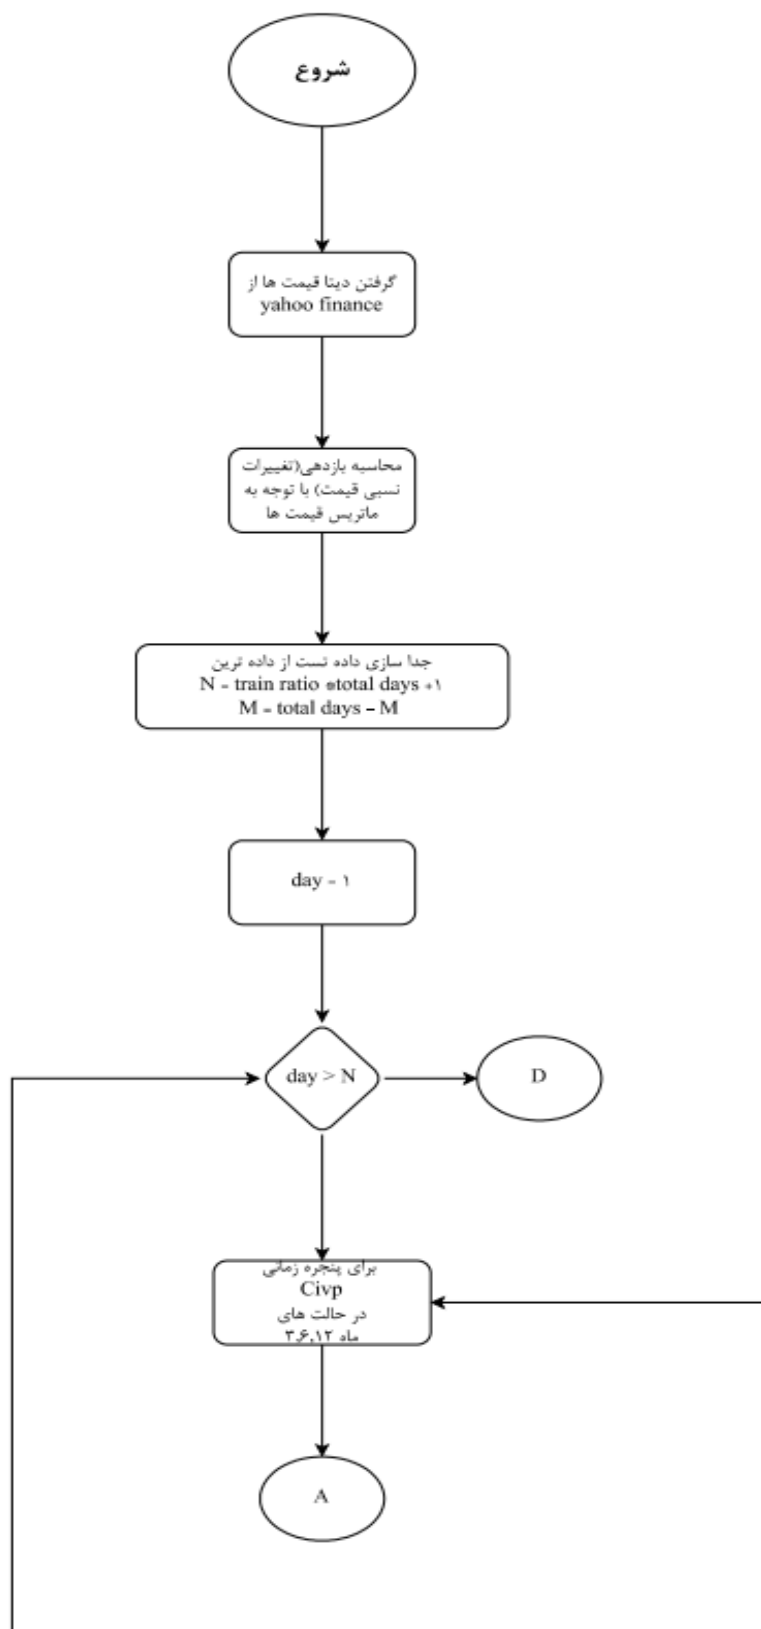 شروع
گرفتن دیتا قیمت ها از
yahoo finance
محاسبه بازدهی(تغییرات
نسبی قیمت) با توجه به
ماتریس قیمت ها
جدا سازی داده تست از داده ترین
N = train ratio *total days +۱
M = total days – M
day = ۱
day > N
D
برای پنجره زمانی
Civp
در حالت های
۳,۶,۱۲ ماه
A